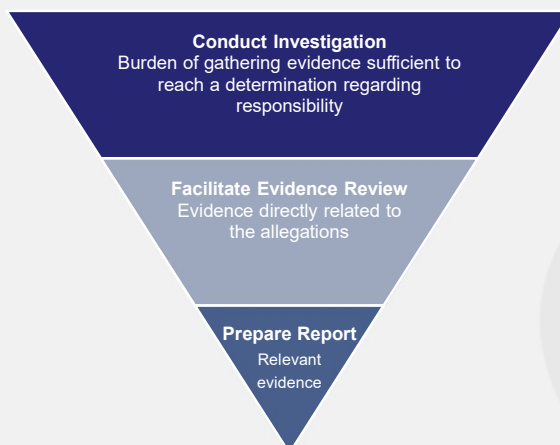 Conduct Investigation
Burden of gathering evidence sufficient to
reach a determination regarding
responsibility
Facilitate Evidence Review
Evidence directly related to
the allegations
Prepare Report
Relevant
evidence